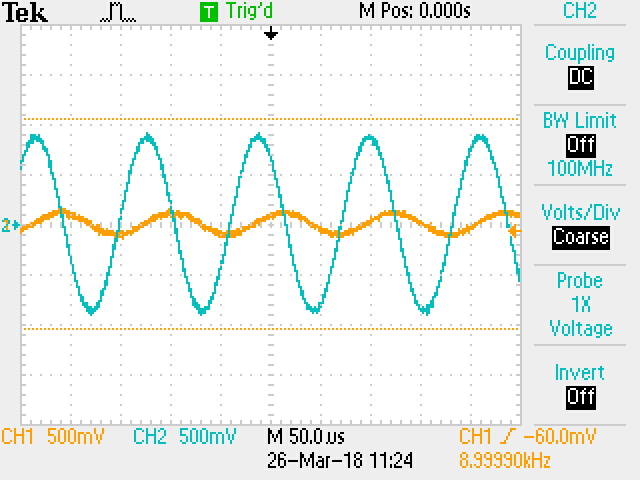 Tek T Trig'd M Pos: 0.000s CH2
Coupling
DC
BW Limit
Off
100MHz
Volts/Div
Coarse
Probe
1X
Voltage
Invert
Off
2
CH1 500mV CH2 500mV M 50.0us CH1 -60.0mV
26-Mar-18 11:24 8.99990kHz